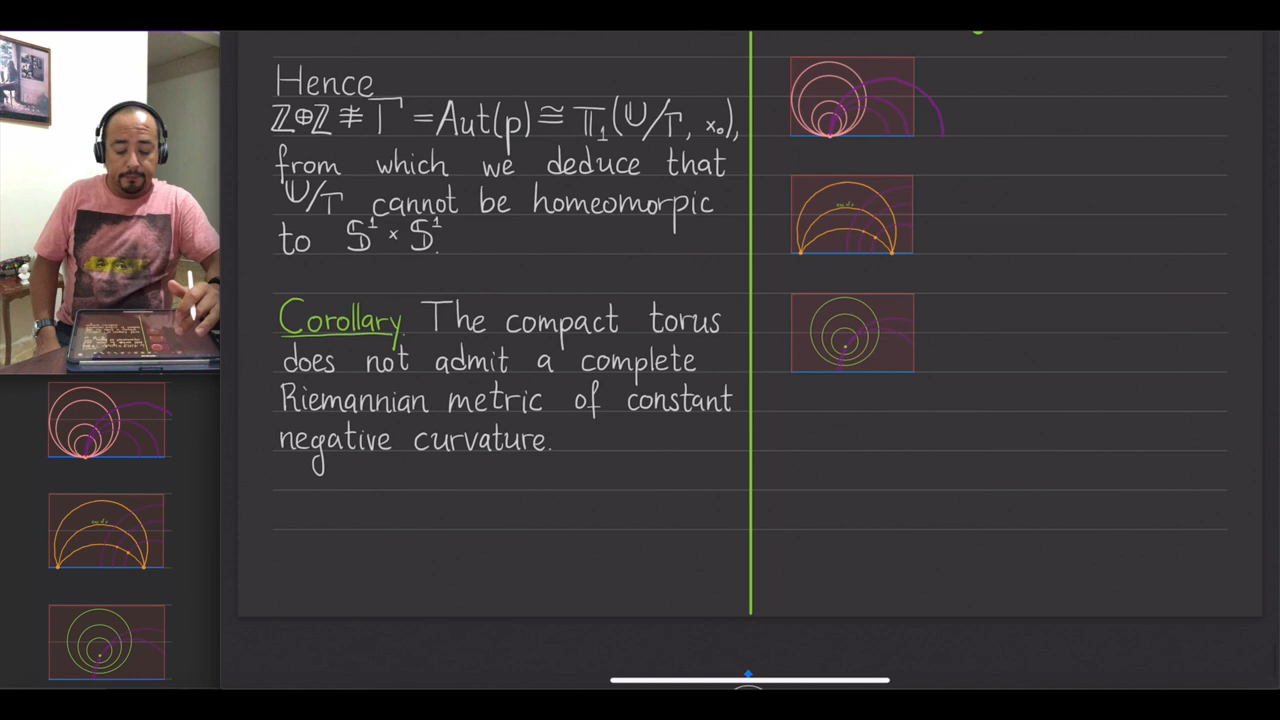 Hence
ℤ⊕ℤ ≇ Γ = Aut(p) ≅ π₁(U/Γ, x₀),
from which we deduce that
U/Γ cannot be homeomorpic
to 𝕊¹ × 𝕊¹.
Corollary. The compact torus
does not admit a complete
Riemannian metric of constant
negative curvature.